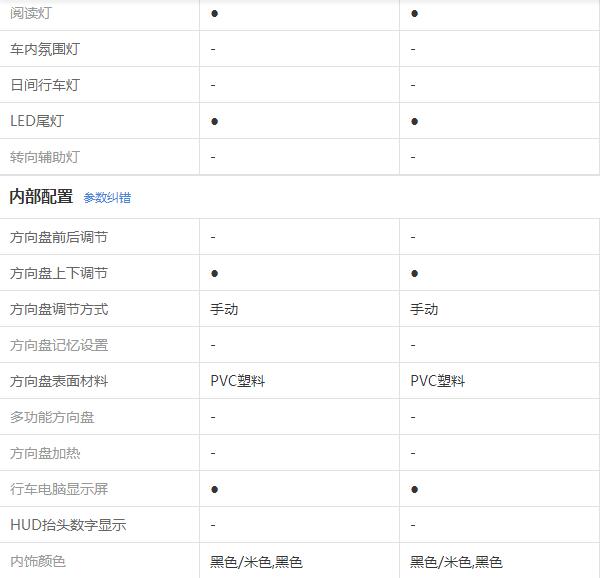 阅读灯 ● ●
车内氛围灯 - -
日间行车灯 - -
LED尾灯 ● ●
转向辅助灯 - -
内部配置 参数纠错
方向盘前后调节 - -
方向盘上下调节 ● ●
方向盘调节方式 手动 手动
方向盘记忆设置 - -
方向盘表面材料 PVC塑料 PVC塑料
多功能方向盘 - -
方向盘加热 - -
行车电脑显示屏 ● ●
HUD抬头数字显示 - -
内饰颜色 黑色/米色,黑色 黑色/米色,黑色